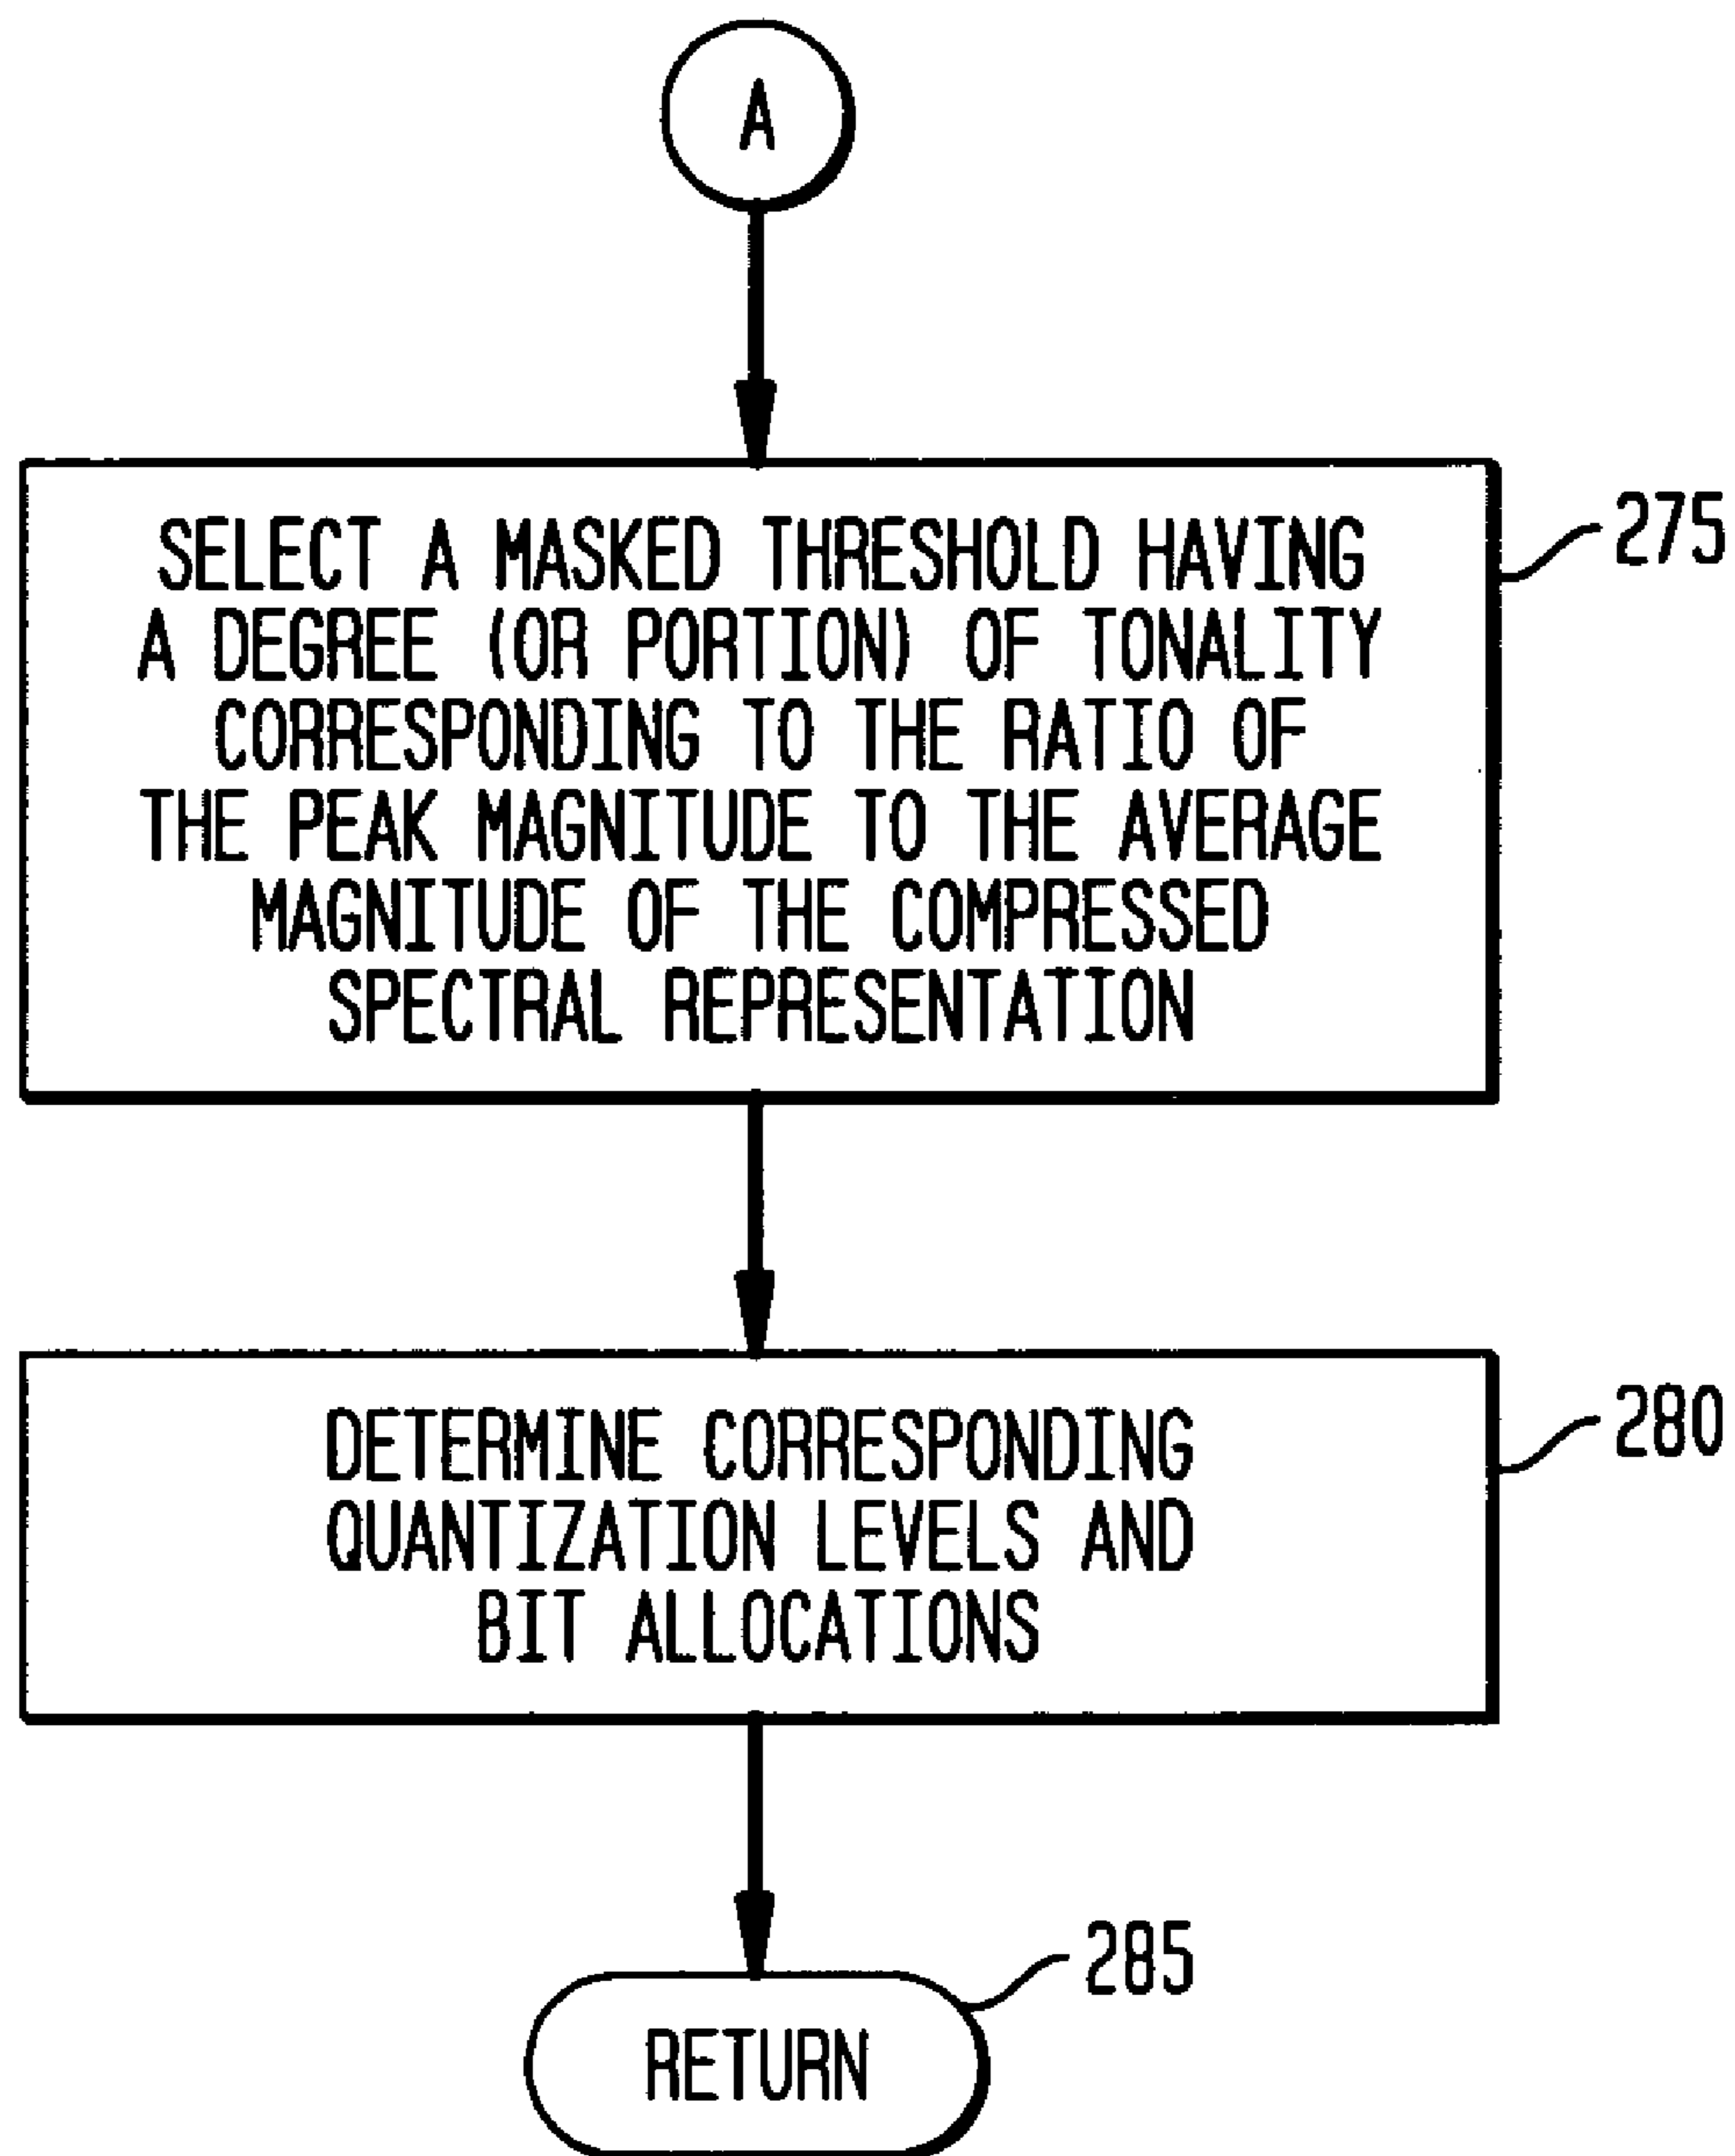 A
SELECT A MASKED THRESHOLD HAVING
A DEGREE (OR PORTION) OF TONALITY
CORRESPONDING TO THE RATIO OF
THE PEAK MAGNITUDE TO THE AVERAGE
MAGNITUDE OF THE COMPRESSED
SPECTRAL REPRESENTATION
275
DETERMINE CORRESPONDING
QUANTIZATION LEVELS AND
BIT ALLOCATIONS
280
RETURN
285